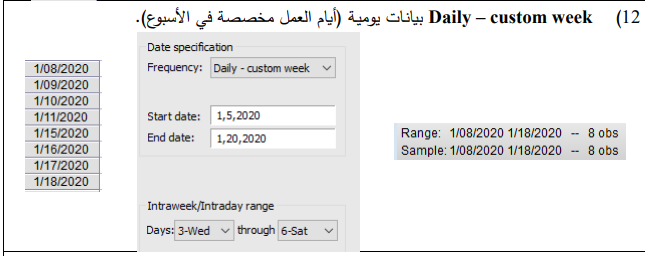 12) Daily – custom week بيانات يومية (أيام العمل مخصصة في الأسبوع).
1/08/2020
1/09/2020
1/10/2020
1/11/2020
1/15/2020
1/16/2020
1/17/2020
1/18/2020
Date specification
Frequency: Daily - custom week
Start date: 1,5,2020
End date: 1,20,2020
Intraweek/Intraday range
Days: 3-Wed through 6-Sat
Range: 1/08/2020 1/18/2020 -- 8 obs
Sample: 1/08/2020 1/18/2020 -- 8 obs